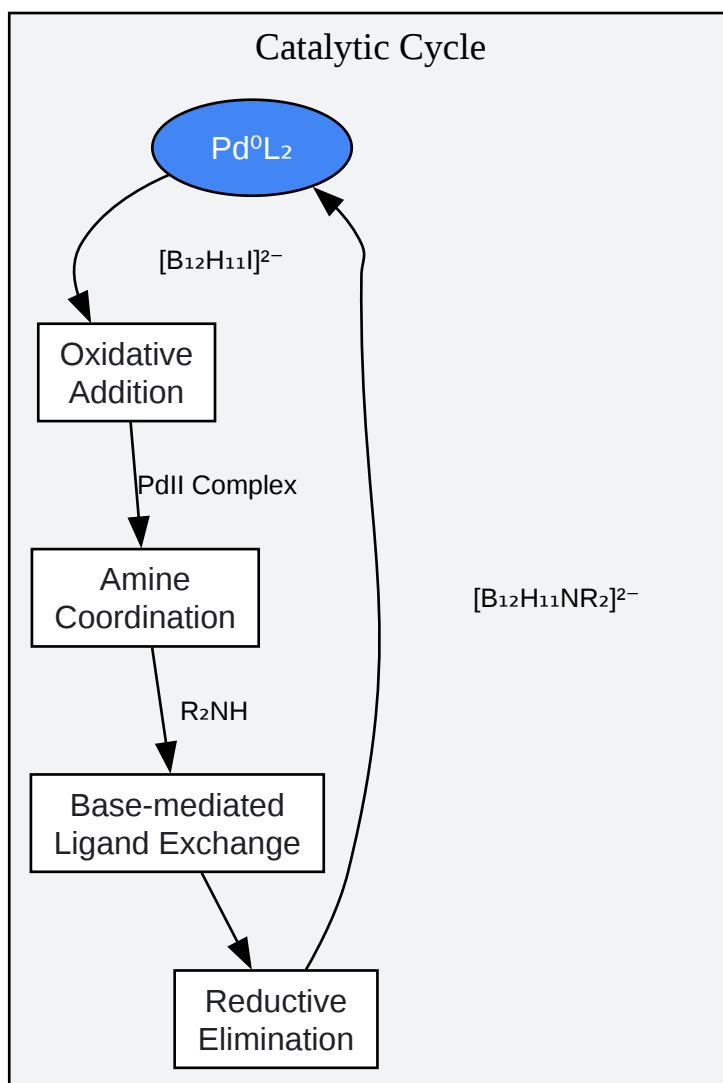 Catalytic Cycle
Pd⁰L₂
[B₁₂H₁₁I]²⁻
Oxidative
Addition
PdII Complex
Amine
Coordination
[B₁₂H₁₁NR₂]²⁻
R₂NH
Base-mediated
Ligand Exchange
Reductive
Elimination